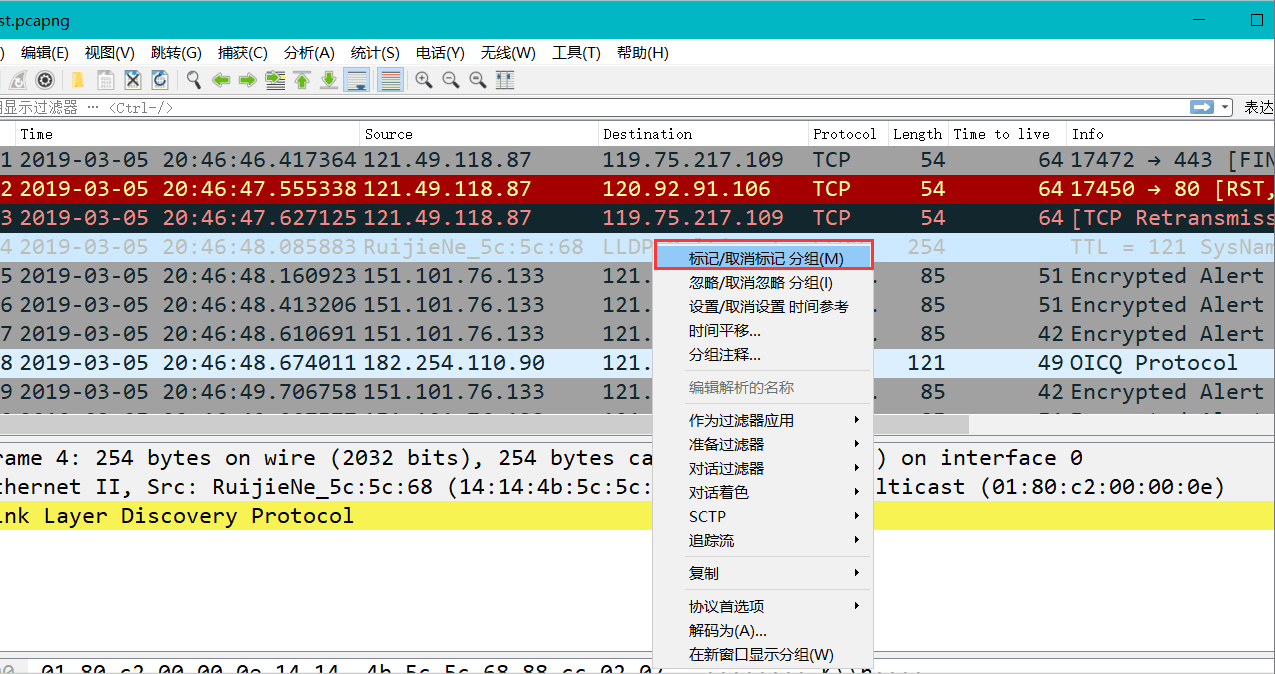 st.pcapng
) 编辑(E) 视图(V) 跳转(G) 捕获(C) 分析(A) 统计(S) 电话(Y) 无线(W) 工具(T) 帮助(H)
显示过滤器 … <Ctrl-/> 表达
Time Source Destination Protocol Length Time to live Info
1 2019-03-05 20:46:46.417364 121.49.118.87 119.75.217.109 TCP 54 64 17472 → 443 [FIN
2 2019-03-05 20:46:47.555338 121.49.118.87 120.92.91.106 TCP 54 64 17450 → 80 [RST,
3 2019-03-05 20:46:47.627125 121.49.118.87 119.75.217.109 TCP 54 64 [TCP Retransmiss
4 2019-03-05 20:46:48.085883 RuijieNe_5c:5c:68 LLDP 254 TTL = 121 SysNam
5 2019-03-05 20:46:48.160923 151.101.76.133 121. 85 51 Encrypted Alert
6 2019-03-05 20:46:48.413206 151.101.76.133 121. 85 51 Encrypted Alert
7 2019-03-05 20:46:48.610691 151.101.76.133 121. 85 42 Encrypted Alert
8 2019-03-05 20:46:48.674011 182.254.110.90 121. 121 49 OICQ Protocol
9 2019-03-05 20:46:49.706758 151.101.76.133 121. 85 42 Encrypted Alert
标记/取消标记 分组(M)
忽略/取消忽略 分组(I)
设置/取消设置 时间参考
时间平移...
分组注释...
编辑解析的名称
作为过滤器应用
准备过滤器
对话过滤器
对话着色
SCTP
追踪流
复制
协议首选项
解码为(A)...
在新窗口显示分组(W)
rame 4: 254 bytes on wire (2032 bits), 254 bytes ca ) on interface 0
thernet II, Src: RuijieNe_5c:5c:68 (14:14:4b:5c:5c: lticast (01:80:c2:00:00:0e)
ink Layer Discovery Protocol
01 80 c2 00 00 0e 14 14 4b 5c 5c 68 88 cc 02 07